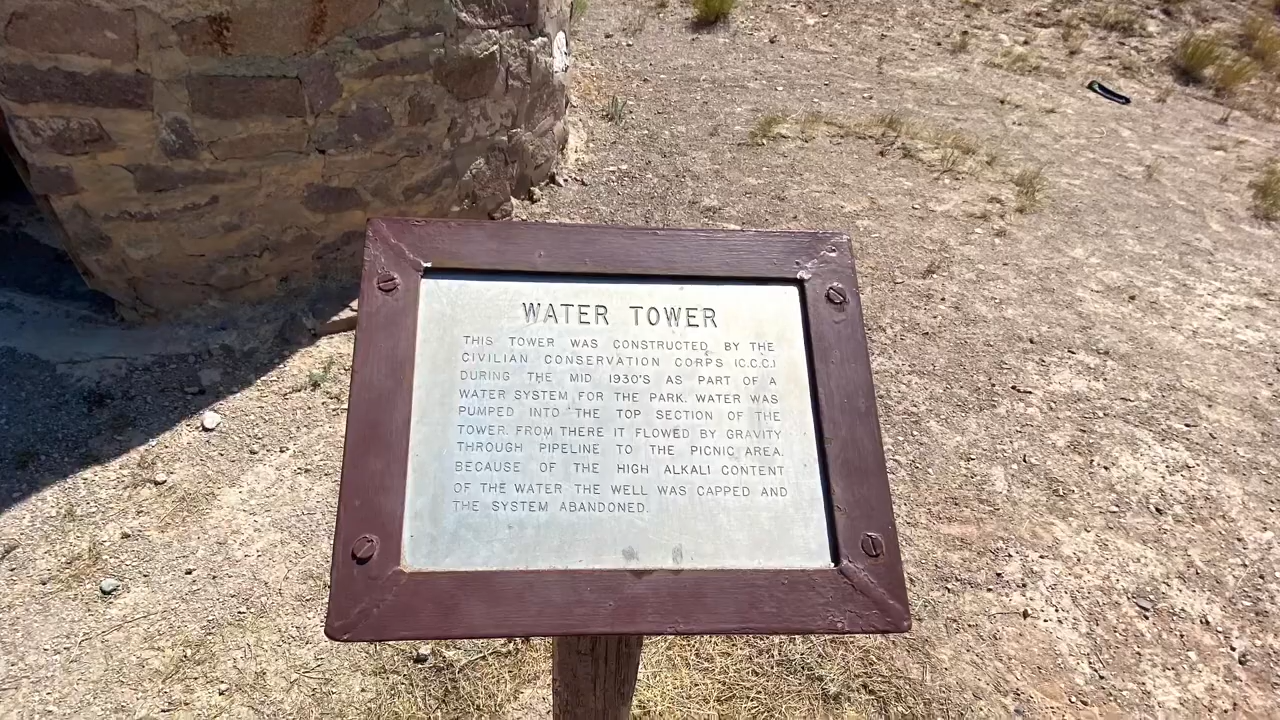 WATER TOWER
THIS TOWER WAS CONSTRUCTED BY THE
CIVILIAN CONSERVATION CORPS (C.C.C.)
DURING THE MID 1930'S AS PART OF A
WATER SYSTEM FOR THE PARK. WATER WAS
PUMPED INTO THE TOP SECTION OF THE
TOWER. FROM THERE IT FLOWED BY GRAVITY
THROUGH PIPELINE TO THE PICNIC AREA.
BECAUSE OF THE HIGH ALKALI CONTENT
OF THE WATER THE WELL WAS CAPPED AND
THE SYSTEM ABANDONED.